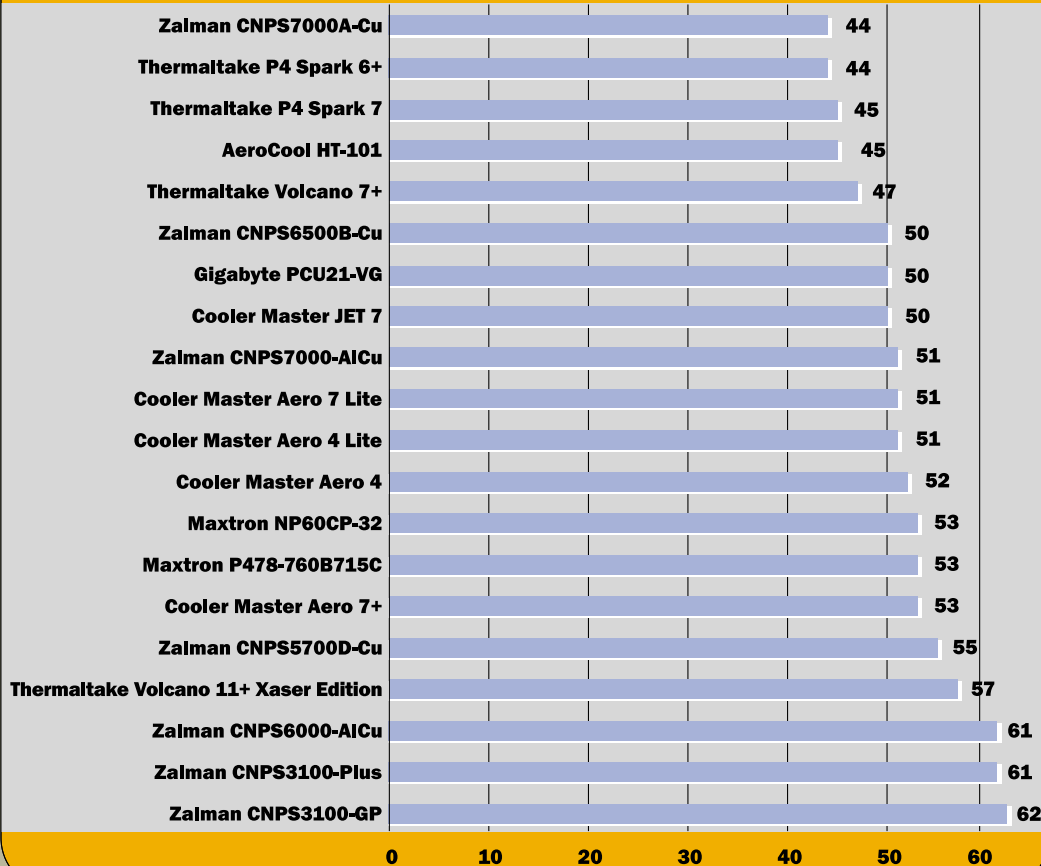 Zalman CNPS7000A-Cu 44
Thermaltake P4 Spark 6+ 44
Thermaltake P4 Spark 7 45
AeroCool HT-101 45
Thermaltake Volcano 7+ 47
Zalman CNPS6500B-Cu 50
Gigabyte PCU21-VG 50
Cooler Master JET 7 50
Zalman CNPS7000-AlCu 51
Cooler Master Aero 7 Lite 51
Cooler Master Aero 4 Lite 51
Cooler Master Aero 4 52
Maxtron NP60CP-32 53
Maxtron P478-760B715C 53
Cooler Master Aero 7+ 53
Zalman CNPS5700D-Cu 55
Thermaltake Volcano 11+ Xaser Edition 57
Zalman CNPS6000-AlCu 61
Zalman CNPS3100-Plus 61
Zalman CNPS3100-GP 62
0 10 20 30 40 50 60